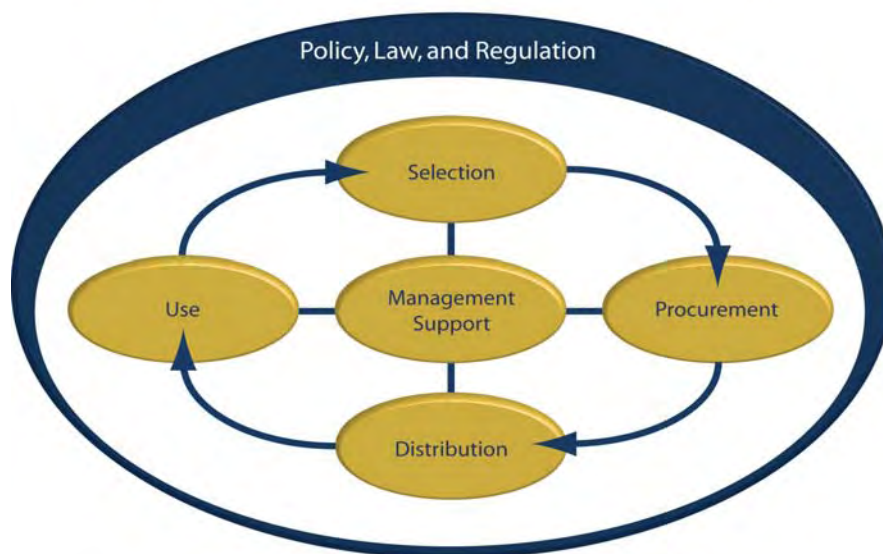 Policy, Law, and Regulation
Selection
Use
Management
Support
Procurement
Distribution